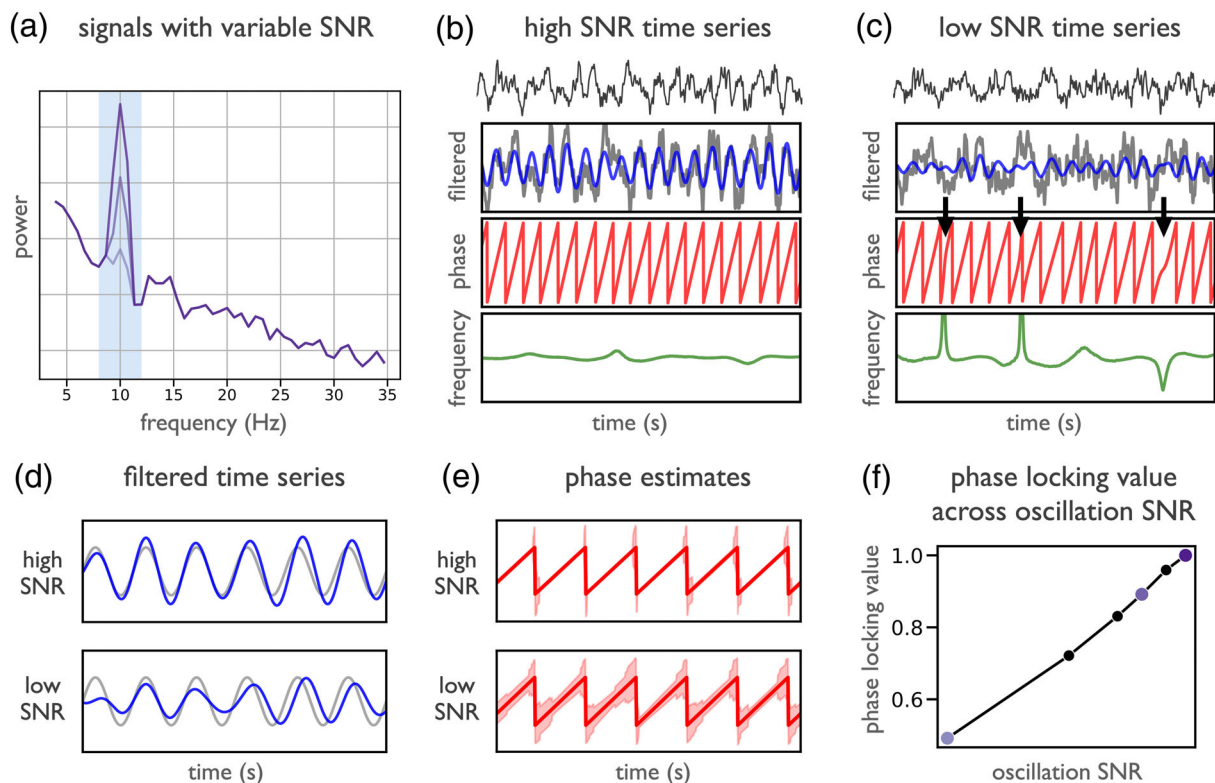 (a) signals with variable SNR
power
5 10 15 20 25 30 35
frequency (Hz)
(b) high SNR time series
filtered
phase
frequency
time (s)
(c) low SNR time series
filtered
phase
frequency
time (s)
(d) filtered time series
high
SNR
low
SNR
time (s)
(e) phase estimates
high
SNR
low
SNR
time (s)
(f) phase locking value
across oscillation SNR
phase locking value
1.0
0.8
0.6
oscillation SNR